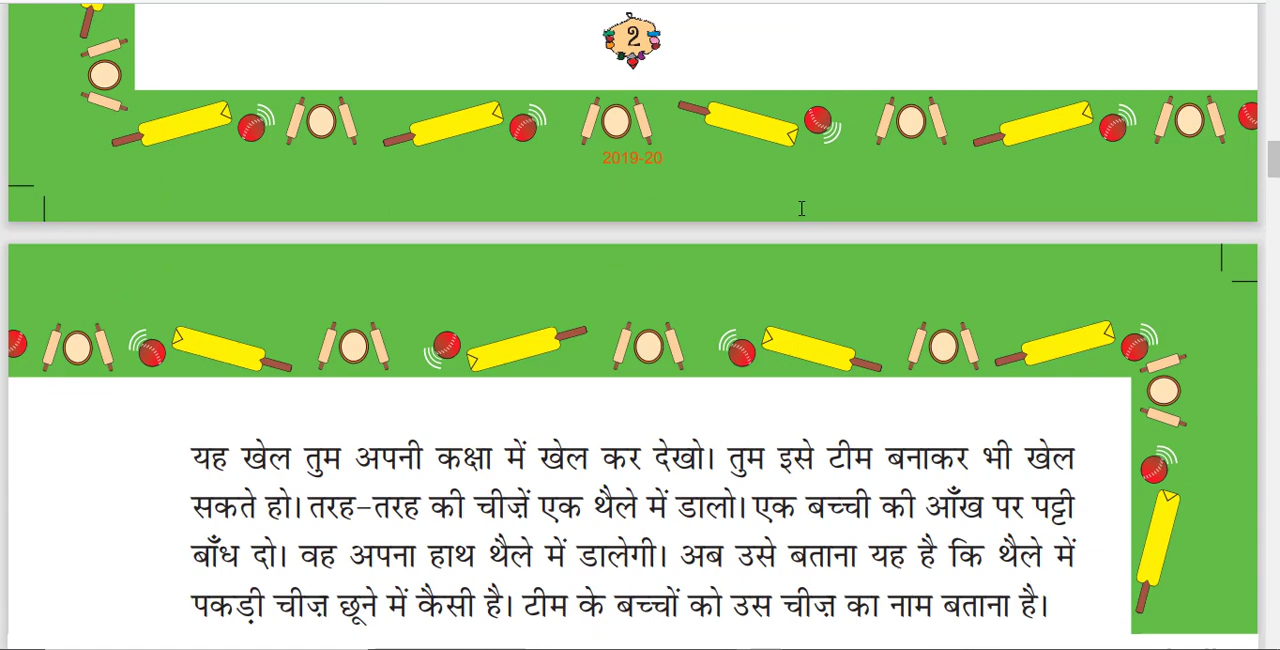 2
2019-20
यह खेल तुम अपनी कक्षा में खेल कर देखो। तुम इसे टीम बनाकर भी खेल
सकते हो। तरह-तरह की चीज़ें एक थैले में डालो। एक बच्ची की आँख पर पट्टी
बाँध दो। वह अपना हाथ थैले में डालेगी। अब उसे बताना यह है कि थैले में
पकड़ी चीज़ छूने में कैसी है। टीम के बच्चों को उस चीज़ का नाम बताना है।